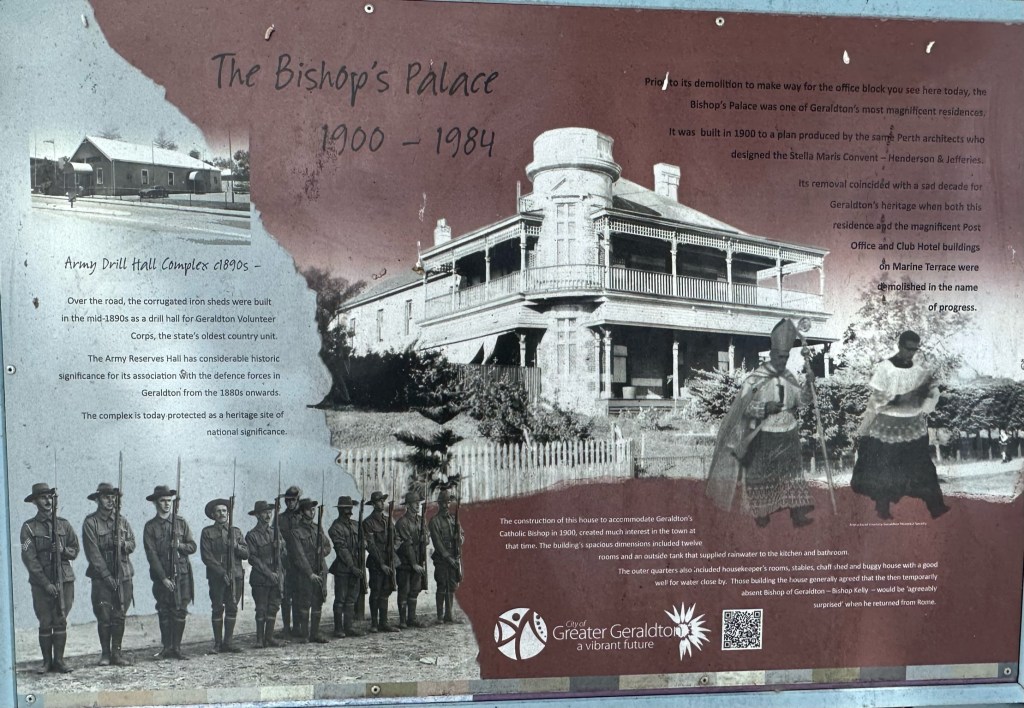 The Bishop's Palace
1900 – 1984
Prior to its demolition to make way for the office block you see here today, the
Bishop's Palace was one of Geraldton's most magnificent residences.
It was built in 1900 to a plan produced by the same Perth architects who
designed the Stella Maris Convent – Henderson & Jefferies.
Its removal coincided with a sad decade for
Geraldton's heritage when both this
residence and the magnificent Post
Office and Club Hotel buildings
on Marine Terrace were
demolished in the name
of progress.
Army Drill Hall Complex c1890s –
Over the road, the corrugated iron sheds were built
in the mid-1890s as a drill hall for Geraldton Volunteer
Corps, the state's oldest country unit.
The Army Reserves Hall has considerable historic
significance for its association with the defence forces in
Geraldton from the 1880s onwards.
The complex is today protected as a heritage site of
national significance.
The construction of this house to accommodate Geraldton's
Catholic Bishop in 1900, created much interest in the town at
that time. The building's spacious dimensions included twelve
rooms and an outside tank that supplied rainwater to the kitchen and bathroom.
The outer quarters also included housekeeper's rooms, stables, chaff shed and buggy house with a good
well for water close by. Those building the house generally agreed that the then temporarily
absent Bishop of Geraldton – Bishop Kelly – would be 'agreeably
surprised' when he returned from Rome.
City of
Greater Geraldton
a vibrant future